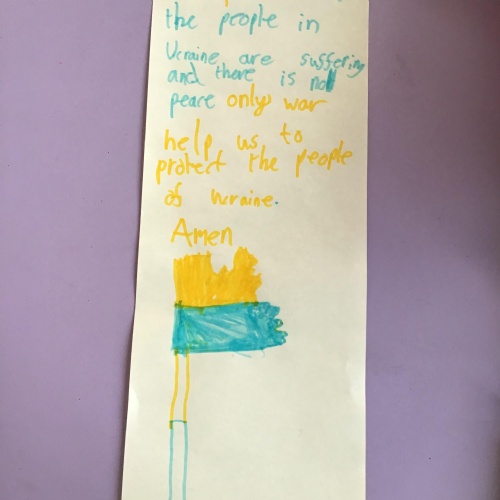 the people in
Ukraine are suffering
and there is not
peace only war
help us to
protect the people
of Ukraine.
Amen